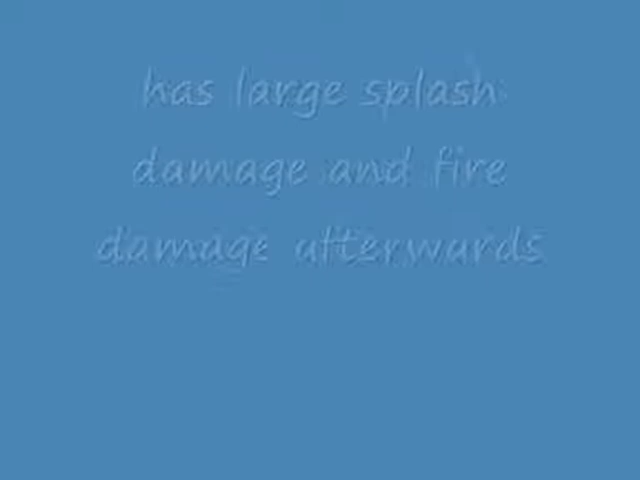 has large splash
damage and fire
damage afterwards